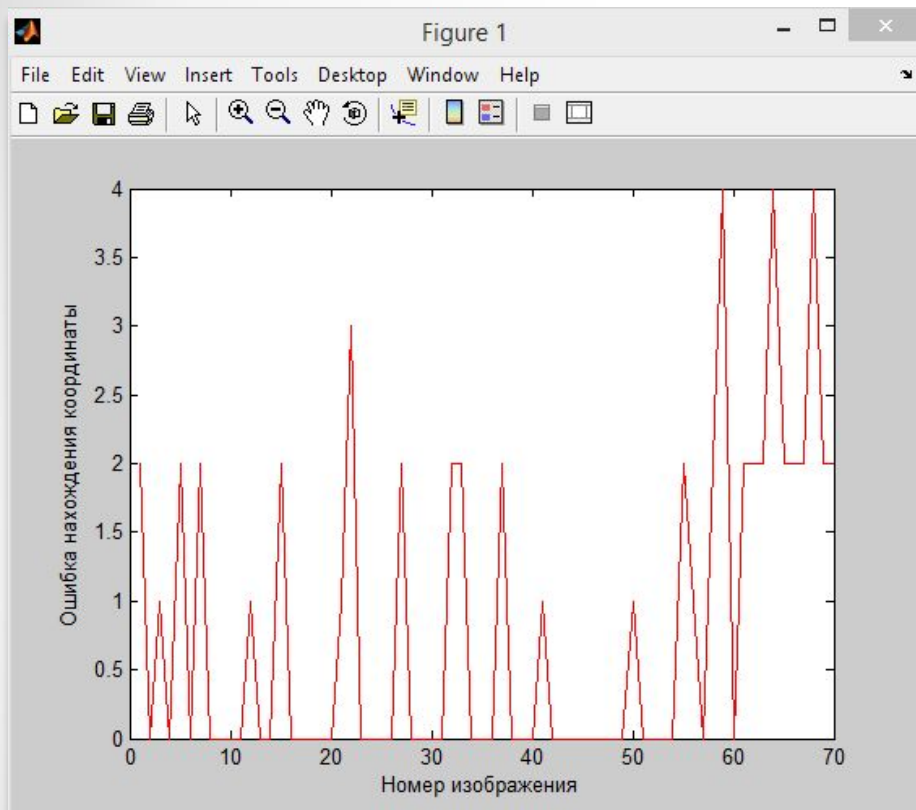 Figure 1
File Edit View Insert Tools Desktop Window Help
4
3.5
3
2.5
2
1.5
1
0.5
0
Ошибка нахождения координаты
0 10 20 30 40 50 60 70
Номер изображения